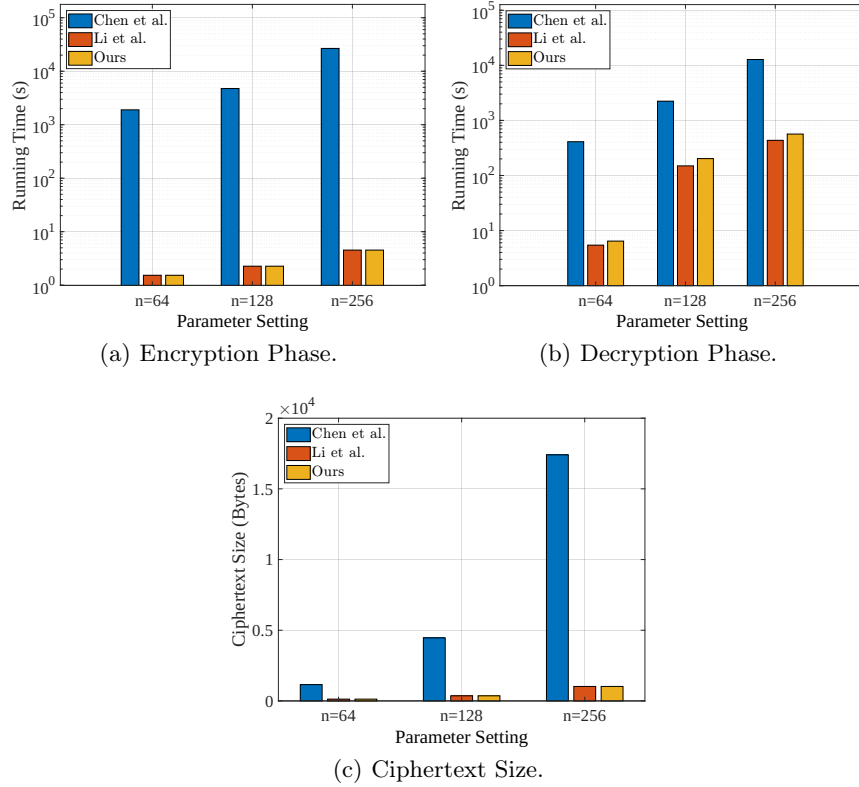 10^5
10^4
10^3
10^2
10^1
10^0
Running Time (s)
Chen et al.
Li et al.
Ours
n=64 n=128 n=256
Parameter Setting
(a) Encryption Phase.
10^5
10^4
10^3
10^2
10^1
10^0
Running Time (s)
Chen et al.
Li et al.
Ours
n=64 n=128 n=256
Parameter Setting
(b) Decryption Phase.
×10^4
2
1.5
1
0.5
0
Ciphertext Size (Bytes)
Chen et al.
Li et al.
Ours
n=64 n=128 n=256
Parameter Setting
(c) Ciphertext Size.